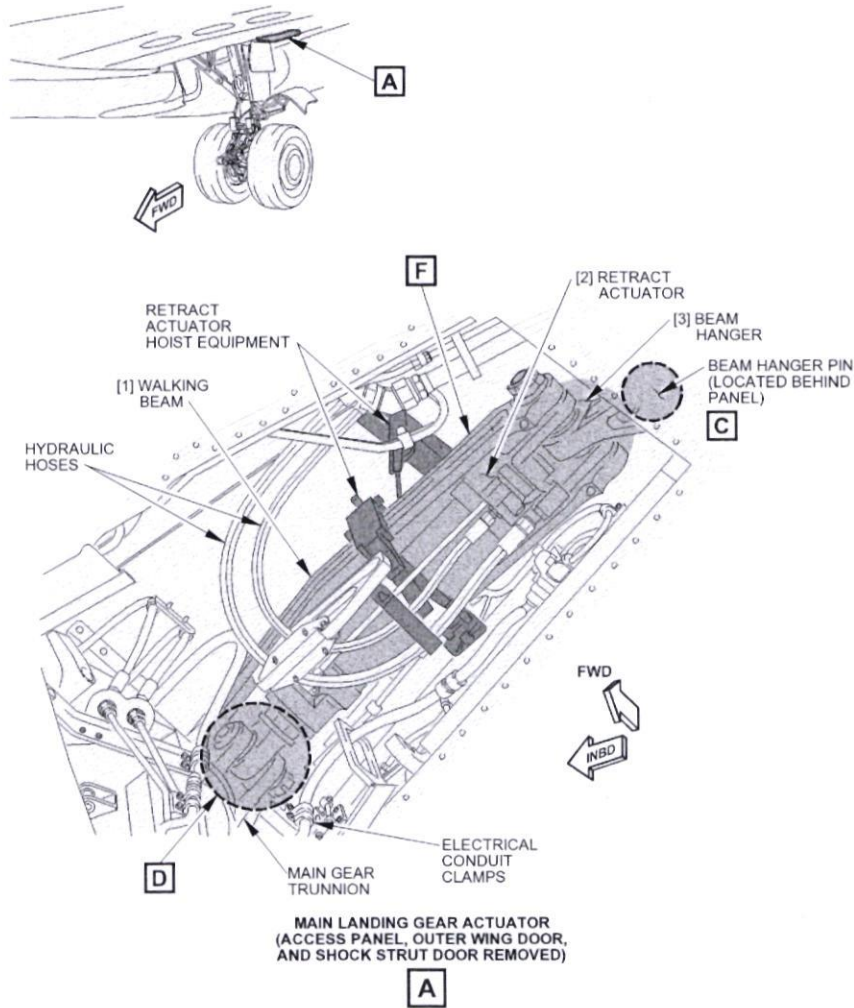 A
FWD
F
[2] RETRACT
ACTUATOR
RETRACT
ACTUATOR
HOIST EQUIPMENT
[3] BEAM
HANGER
BEAM HANGER PIN
(LOCATED BEHIND
PANEL)
C
[1] WALKING
BEAM
HYDRAULIC
HOSES
FWD
INBD
D
MAIN GEAR
TRUNNION
ELECTRICAL
CONDUIT
CLAMPS
MAIN LANDING GEAR ACTUATOR
(ACCESS PANEL, OUTER WING DOOR,
AND SHOCK STRUT DOOR REMOVED)
A